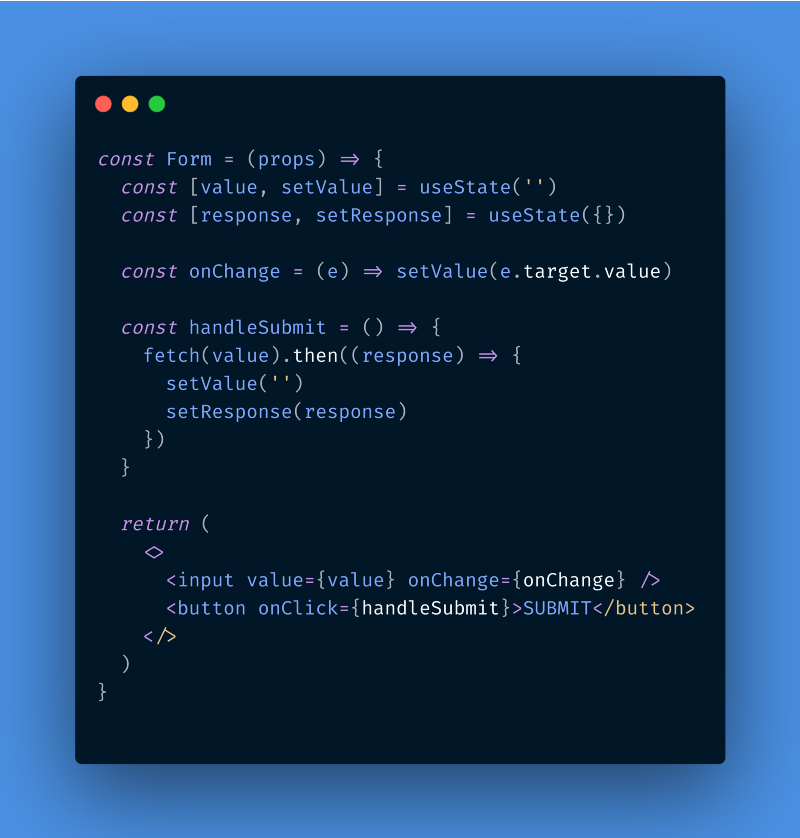 const Form = (props) => {
const [value, setValue] = useState('')
const [response, setResponse] = useState({})
const onChange = (e) => setValue(e.target.value)
const handleSubmit = () => {
fetch(value).then((response) => {
setValue('')
setResponse(response)
})
}
return (
<>
<input value={value} onChange={onChange} />
<button onClick={handleSubmit}>SUBMIT</button>
</>
)
}